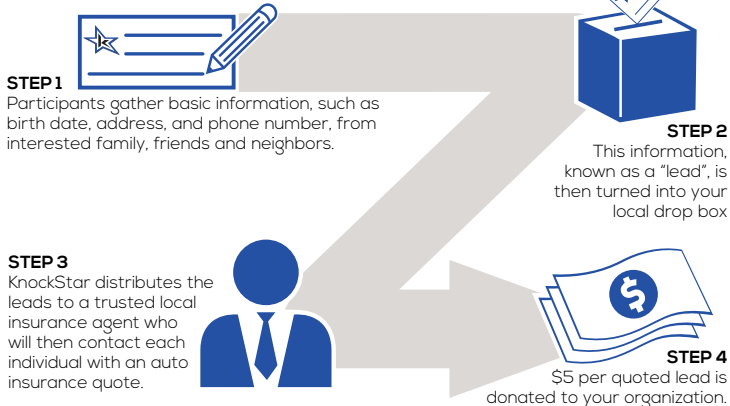 STEP 1
Participants gather basic information, such as
birth date, address, and phone number, from
interested family, friends and neighbors.
STEP 2
This information,
known as a “lead”, is
then turned into your
local drop box
STEP 3
KnockStar distributes the
leads to a trusted local
insurance agent who
will then contact each
individual with an auto
insurance quote.
$
STEP 4
$5 per quoted lead is
donated to your organization.